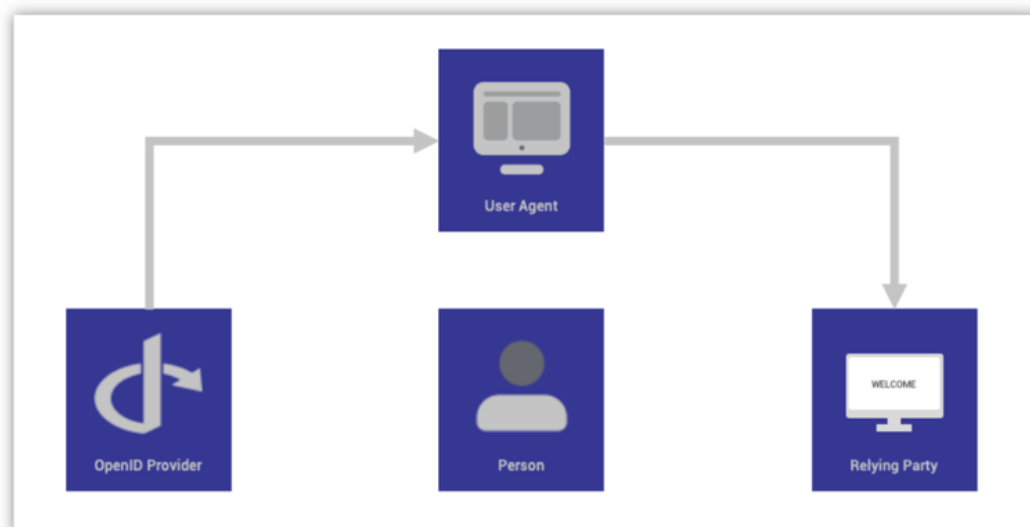 User Agent
OpenID Provider
Person
WELCOME
Relying Party